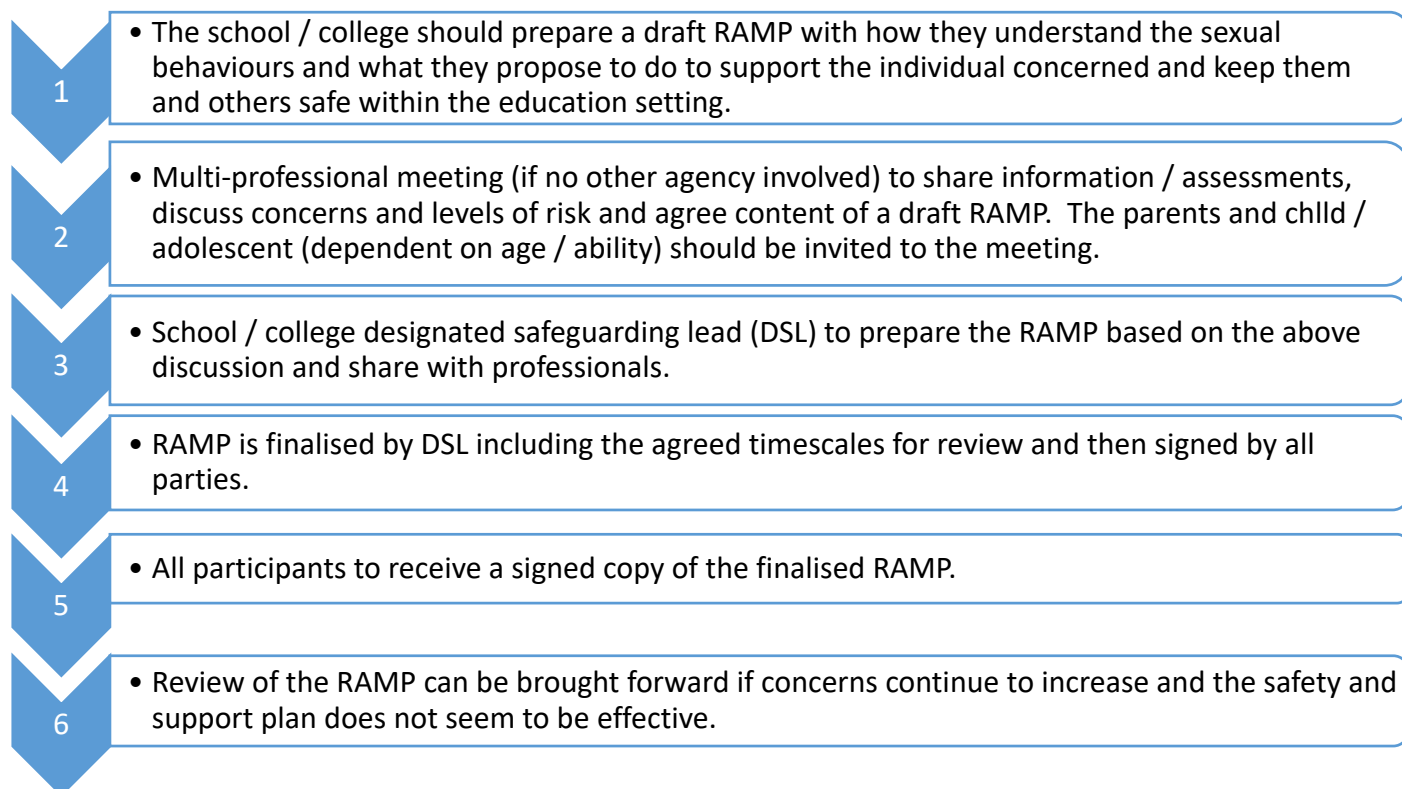 1
• The school / college should prepare a draft RAMP with how they understand the sexual
behaviours and what they propose to do to support the individual concerned and keep them
and others safe within the education setting.
2
• Multi-professional meeting (if no other agency involved) to share information / assessments,
discuss concerns and levels of risk and agree content of a draft RAMP.  The parents and chlld /
adolescent (dependent on age / ability) should be invited to the meeting.
3
• School / college designated safeguarding lead (DSL) to prepare the RAMP based on the above
discussion and share with professionals.
4
• RAMP is finalised by DSL including the agreed timescales for review and then signed by all
parties.
5
• All participants to receive a signed copy of the finalised RAMP.
6
• Review of the RAMP can be brought forward if concerns continue to increase and the safety and
support plan does not seem to be effective.